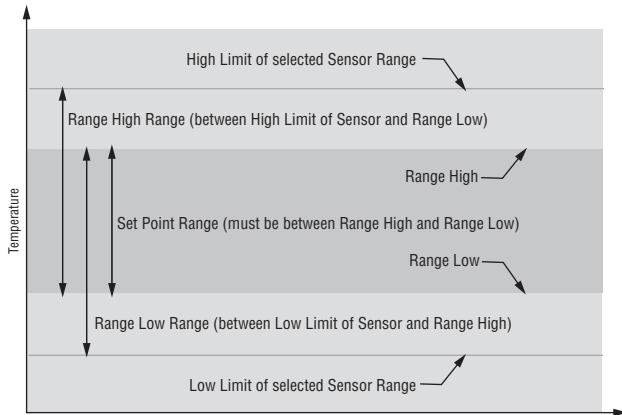 High Limit of selected Sensor Range
Range High Range (between High Limit of Sensor and Range Low)
Range High
Set Point Range (must be between Range High and Range Low)
Range Low
Range Low Range (between Low Limit of Sensor and Range High)
Low Limit of selected Sensor Range
Temperature